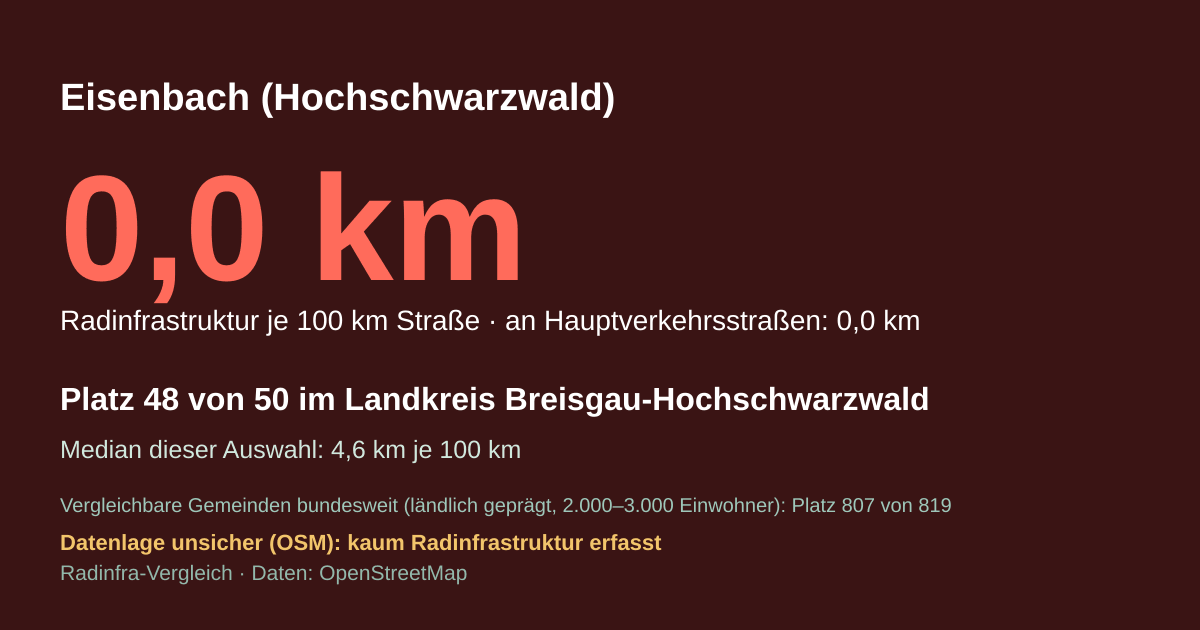 Eisenbach (Hochschwarzwald)
0,0 km
Radinfrastruktur je 100 km Straße · an Hauptverkehrsstraßen: 0,0 km
Platz 48 von 50 im Landkreis Breisgau-Hochschwarzwald
Median dieser Auswahl: 4,6 km je 100 km
Vergleichbare Gemeinden bundesweit (ländlich geprägt, 2.000–3.000 Einwohner): Platz 807 von 819
Datenlage unsicher (OSM): kaum Radinfrastruktur erfasst
Radinfra-Vergleich · Daten: OpenStreetMap